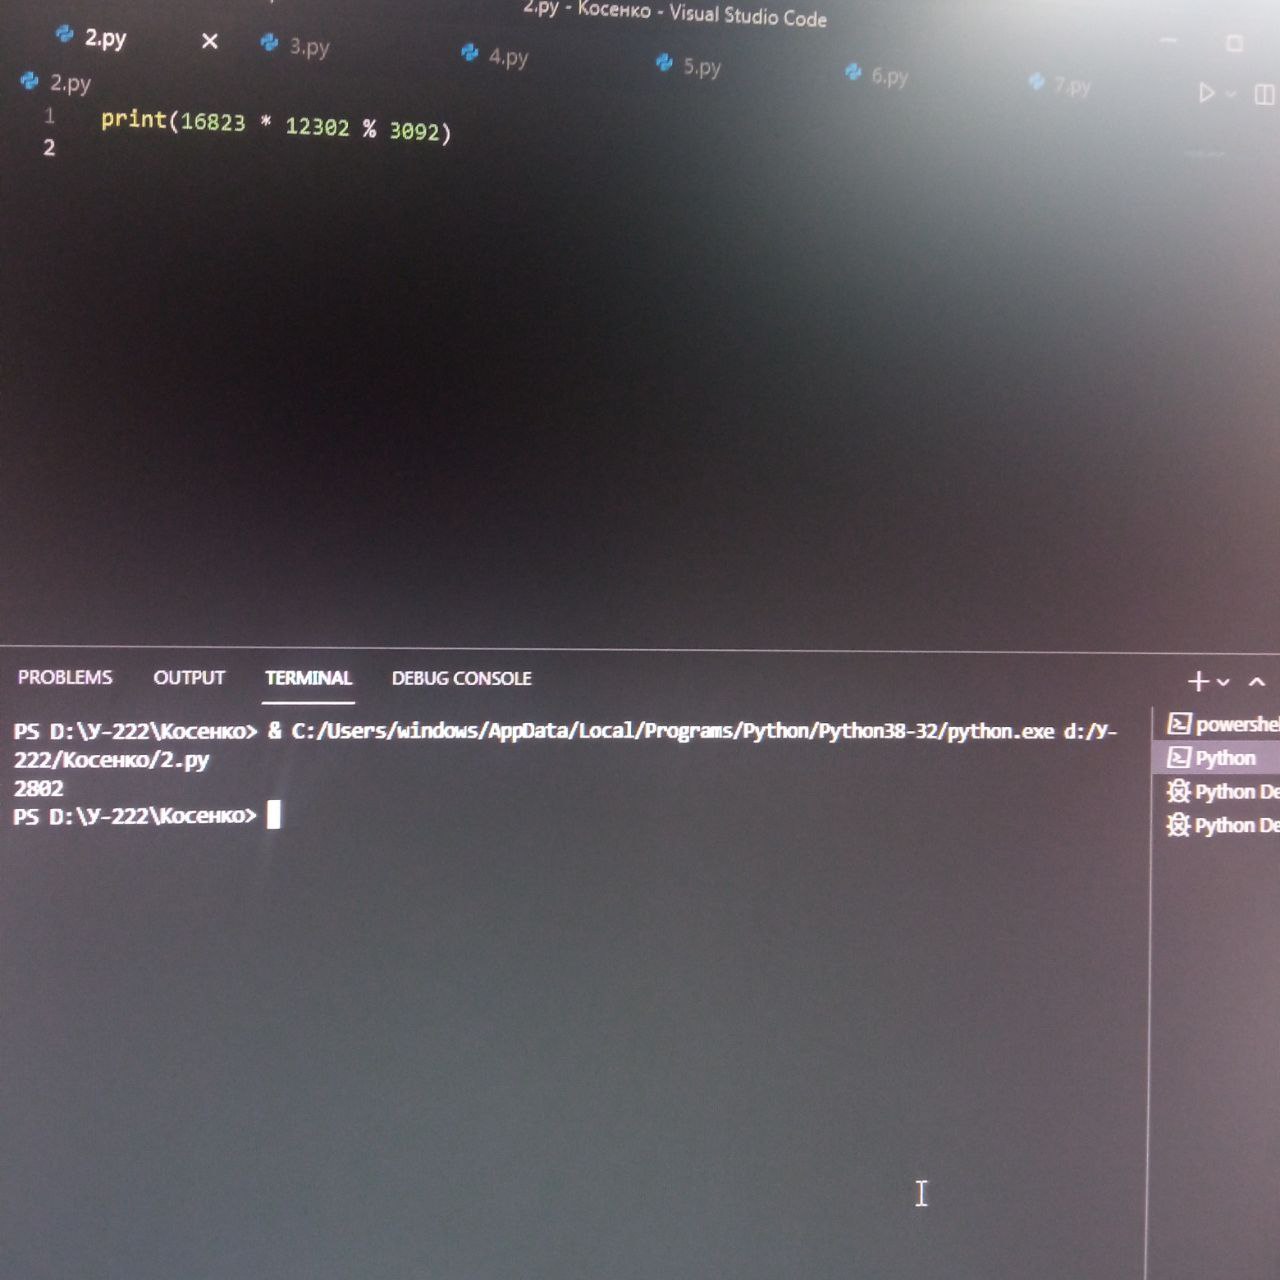 2.py - Косенко - Visual Studio Code
2.py 3.py 4.py 5.py 6.py 7.py
2.py
1 print(16823 * 12302 % 3092)
2
PROBLEMS OUTPUT TERMINAL DEBUG CONSOLE
PS D:\У-222\Косенко> & C:/Users/windows/AppData/Local/Programs/Python/Python38-32/python.exe d:/У-
222/Косенко/2.py
2802
PS D:\У-222\Косенко>
powershel
Python
Python De
Python De